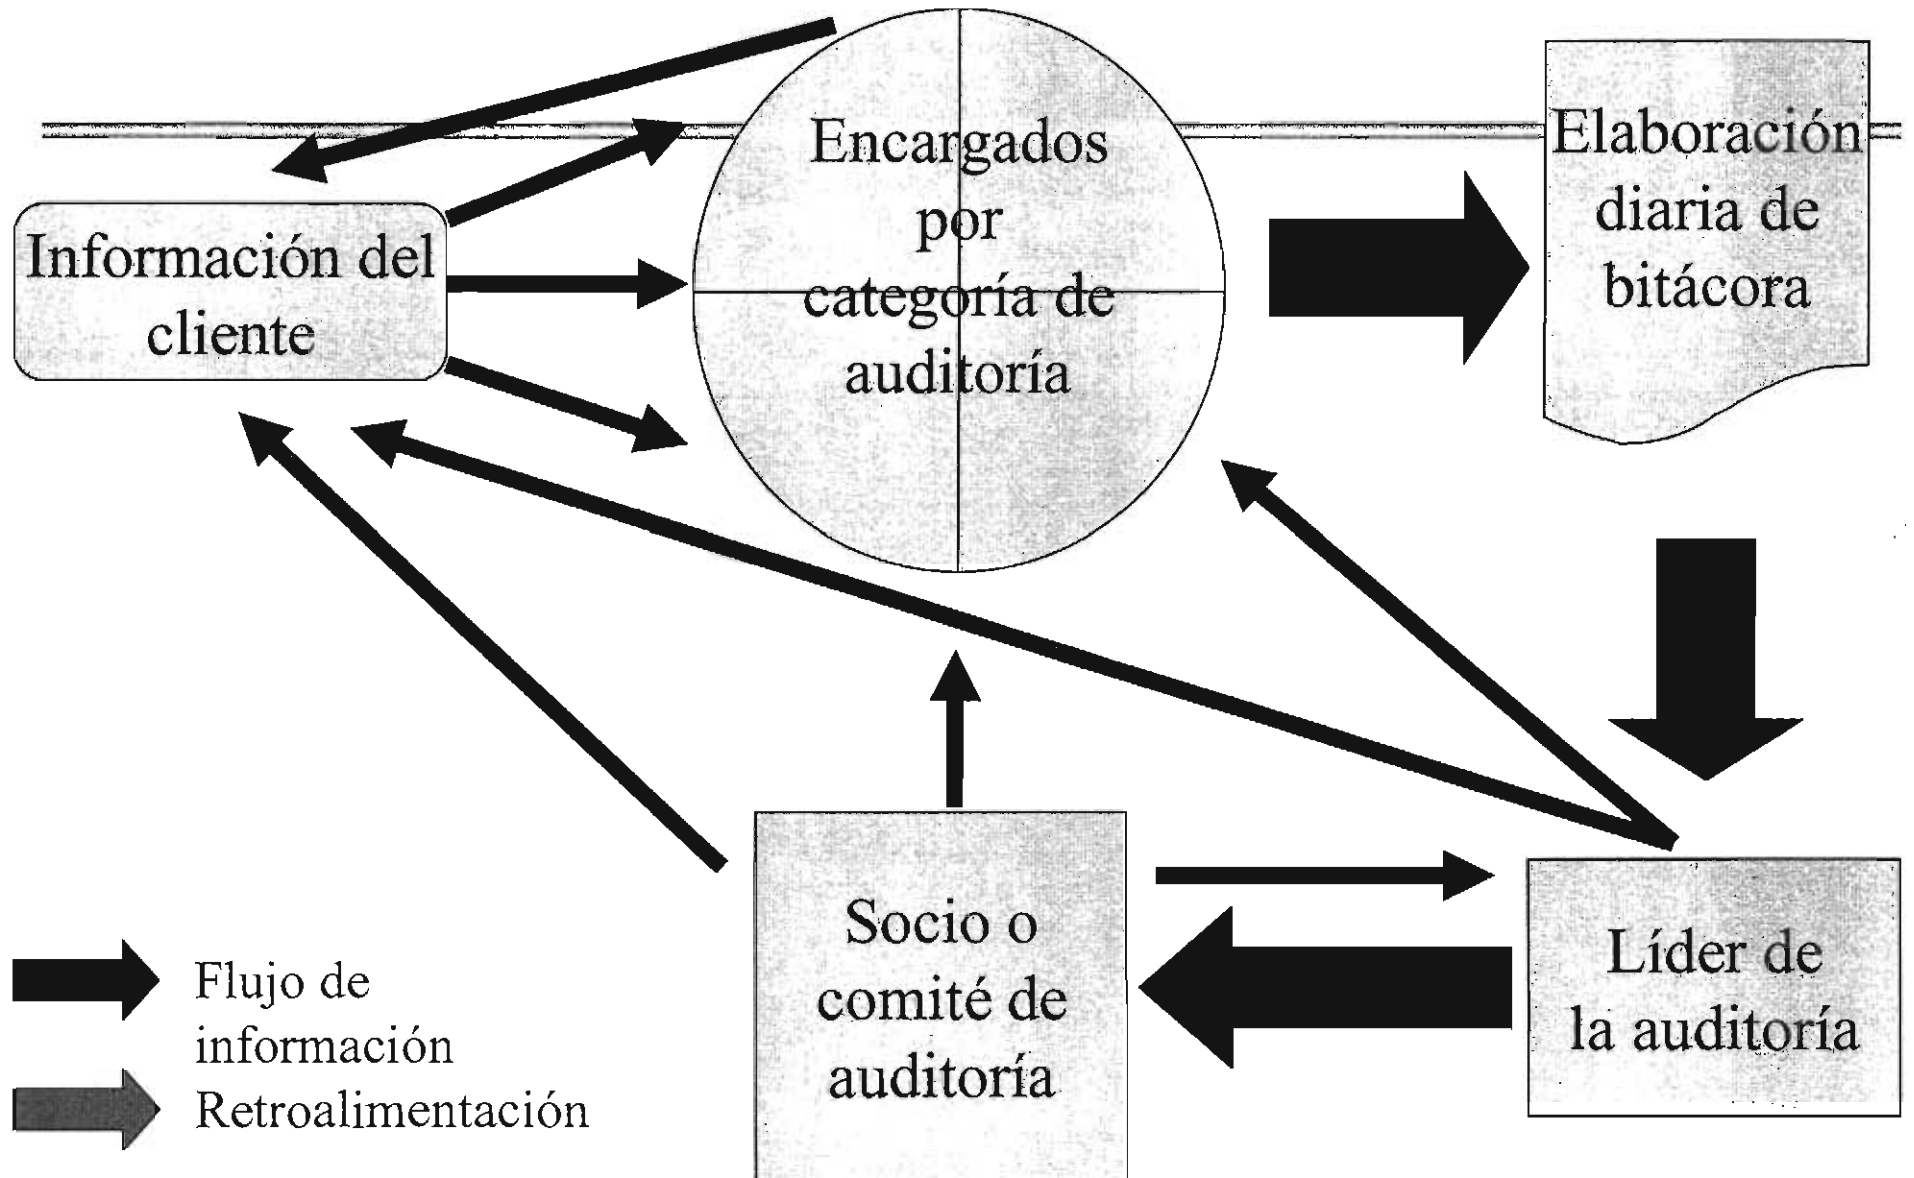 Encargados
por
categoría de
auditoría
Elaboración
diaria de
bitácora
Información del
cliente
Socio o
comité de
auditoría
Líder de
la auditoría
Flujo de
información
Retroalimentación